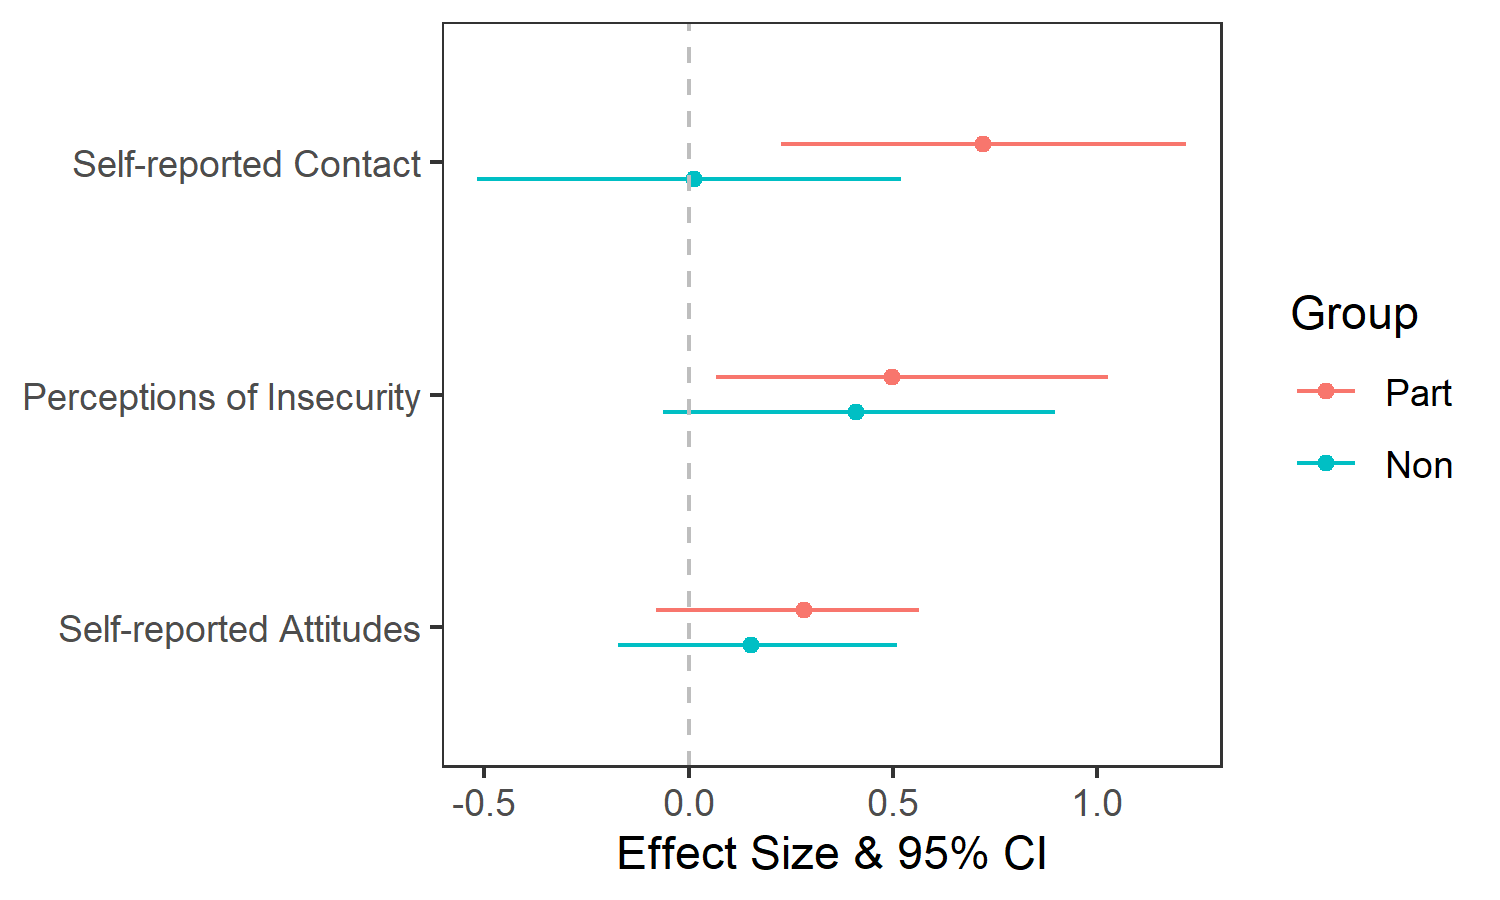 Self-reported Contact
Perceptions of Insecurity
Self-reported Attitudes
-0.5 0.0 0.5 1.0
Effect Size & 95% CI
Group
Part
Non